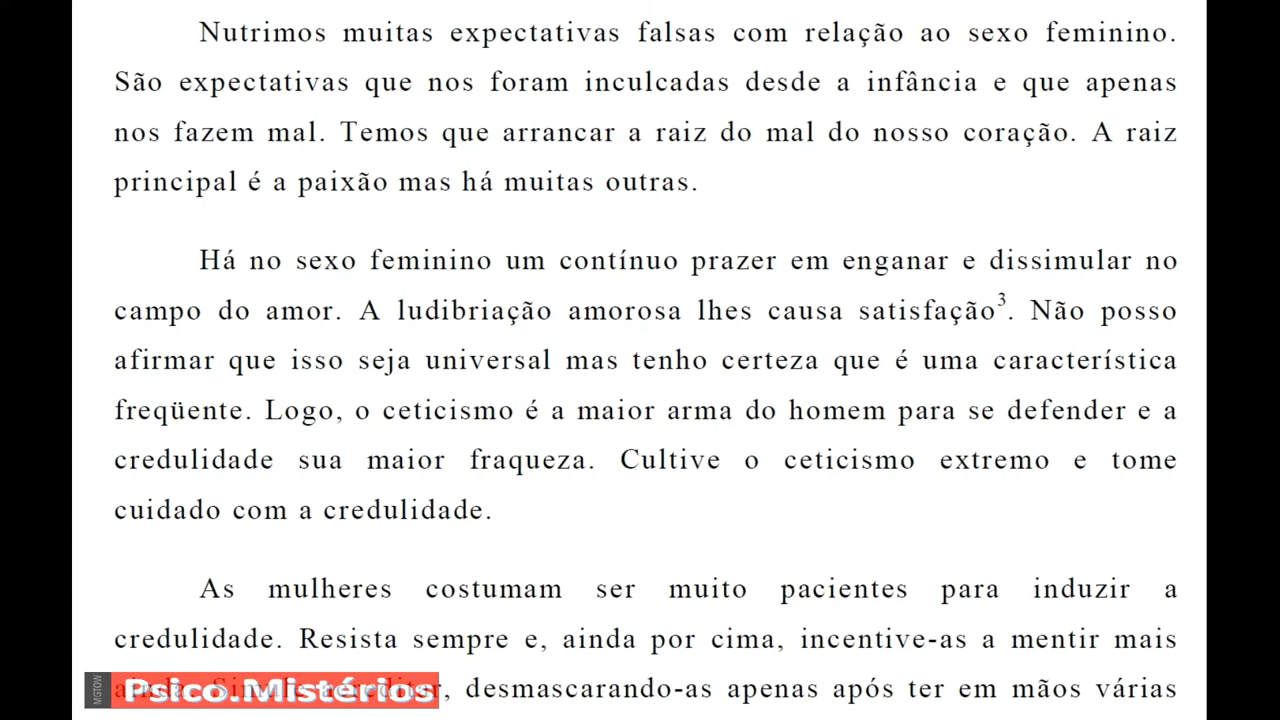 Nutrimos muitas expectativas falsas com relação ao sexo feminino.
São expectativas que nos foram inculcadas desde a infância e que apenas
nos fazem mal. Temos que arrancar a raiz do mal do nosso coração. A raiz
principal é a paixão mas há muitas outras.
Há no sexo feminino um contínuo prazer em enganar e dissimular no
campo do amor. A ludibriação amorosa lhes causa satisfação³. Não posso
afirmar que isso seja universal mas tenho certeza que é uma característica
freqüente. Logo, o ceticismo é a maior arma do homem para se defender e a
credulidade sua maior fraqueza. Cultive o ceticismo extremo e tome
cuidado com a credulidade.
As mulheres costumam ser muito pacientes para induzir a
credulidade. Resista sempre e, ainda por cima, incentive-as a mentir mais
desmascarando-as apenas após ter em mãos várias
MGTOW
Psico.MIstérios